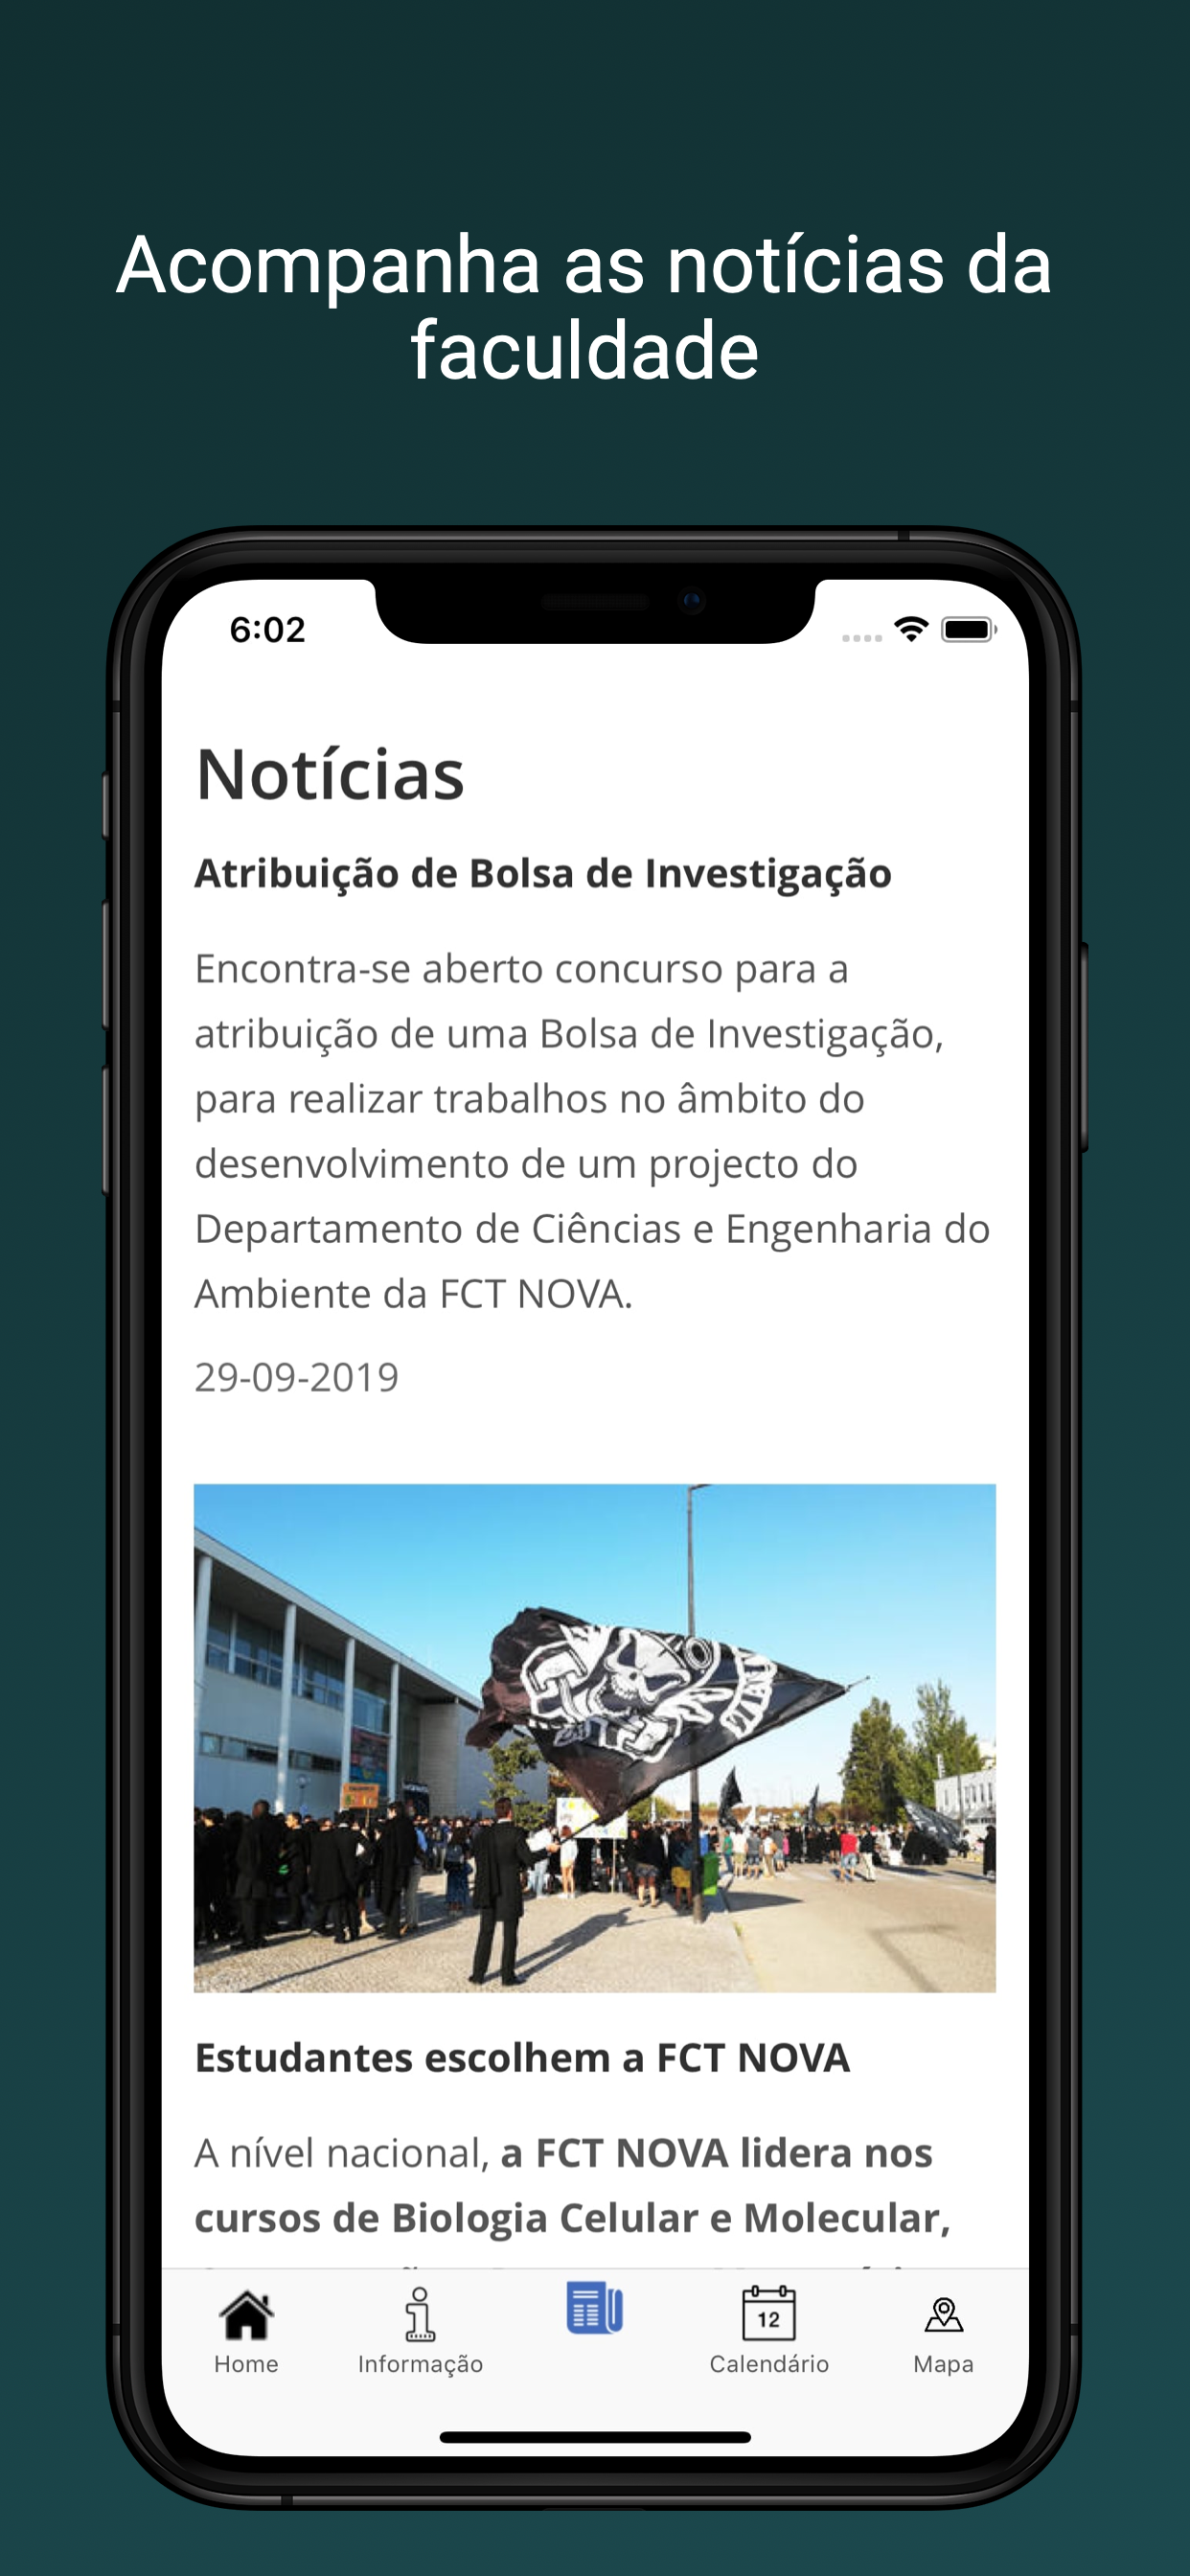 Acompanha as notícias da
faculdade
6:02
Notícias
Atribuição de Bolsa de Investigação
Encontra-se aberto concurso para a
atribuição de uma Bolsa de Investigação,
para realizar trabalhos no âmbito do
desenvolvimento de um projecto do
Departamento de Ciências e Engenharia do
Ambiente da FCT NOVA.
29-09-2019
Estudantes escolhem a FCT NOVA
A nível nacional, a FCT NOVA lidera nos
cursos de Biologia Celular e Molecular,
12
Home
Informação
Calendário
Mapa